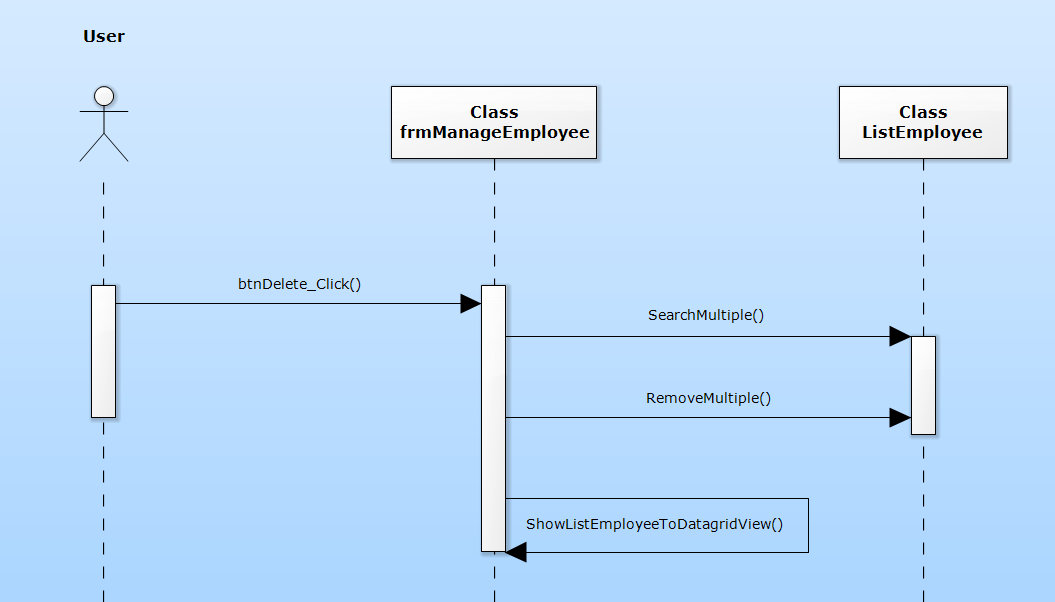 User
Class
frmManageEmployee
Class
ListEmployee
btnDelete_Click()
SearchMultiple()
RemoveMultiple()
ShowListEmployeeToDatagridView()